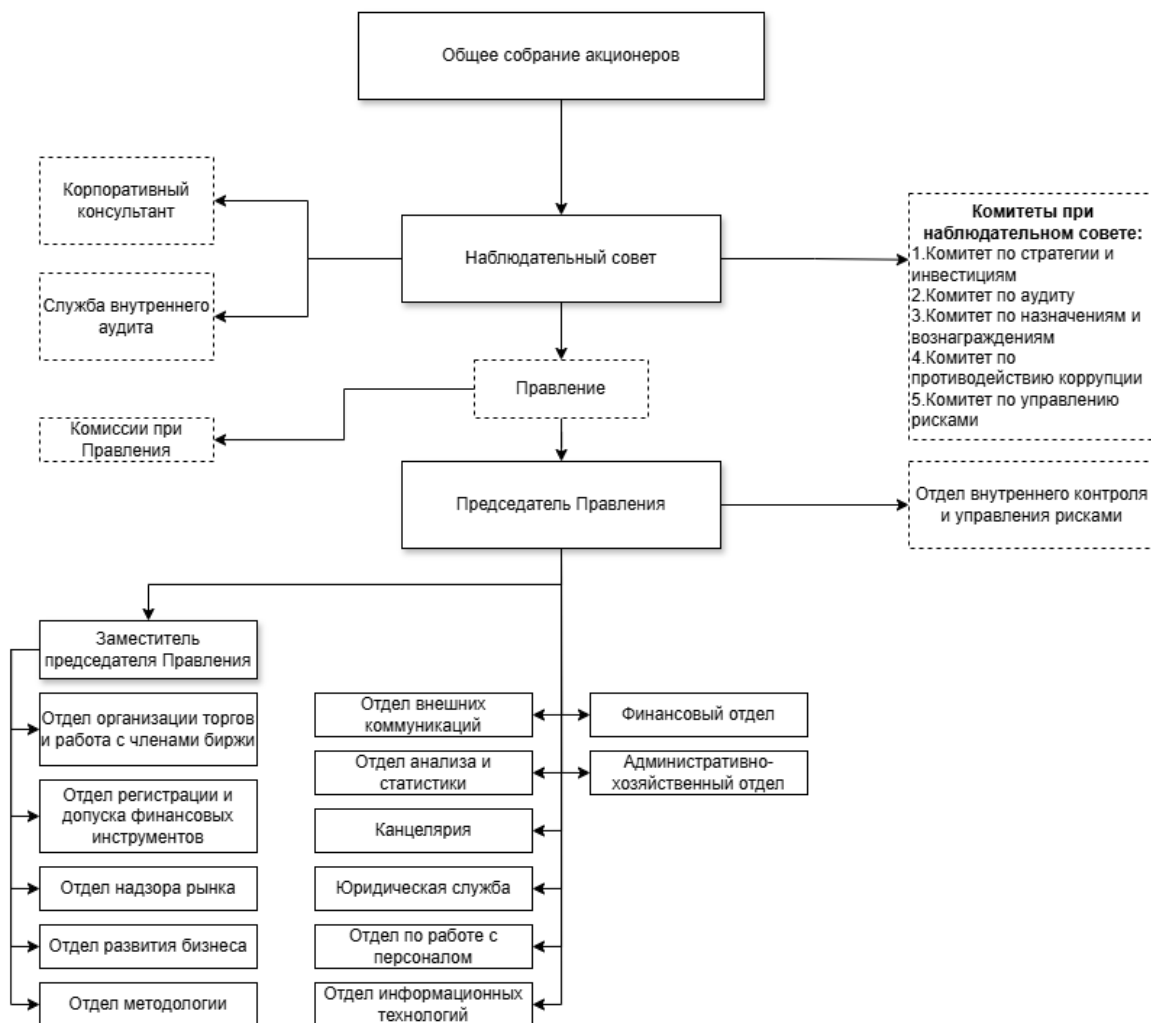 Общее собрание акционеров
Корпоративный
консультант
Служба внутреннего
аудита
Наблюдательный совет
Комитеты при
наблюдательном совете:
1.Комитет по стратегии и
инвестициям
2.Комитет по аудиту
3.Комитет по назначениям и
вознаграждениям
4.Комитет по
противодействию коррупции
5.Комитет по управлению
рисками
Правление
Комиссии при
Правления
Председатель Правления
Отдел внутреннего контроля
и управления рисками
Заместитель
председателя Правления
Отдел организации торгов
и работа с членами биржи
Отдел регистрации и
допуска финансовых
инструментов
Отдел надзора рынка
Отдел развития бизнеса
Отдел методологии
Отдел внешних
коммуникаций
Отдел анализа и
статистики
Канцелярия
Юридическая служба
Отдел по работе с
персоналом
Отдел информационных
технологий
Финансовый отдел
Административно-
хозяйственный отдел